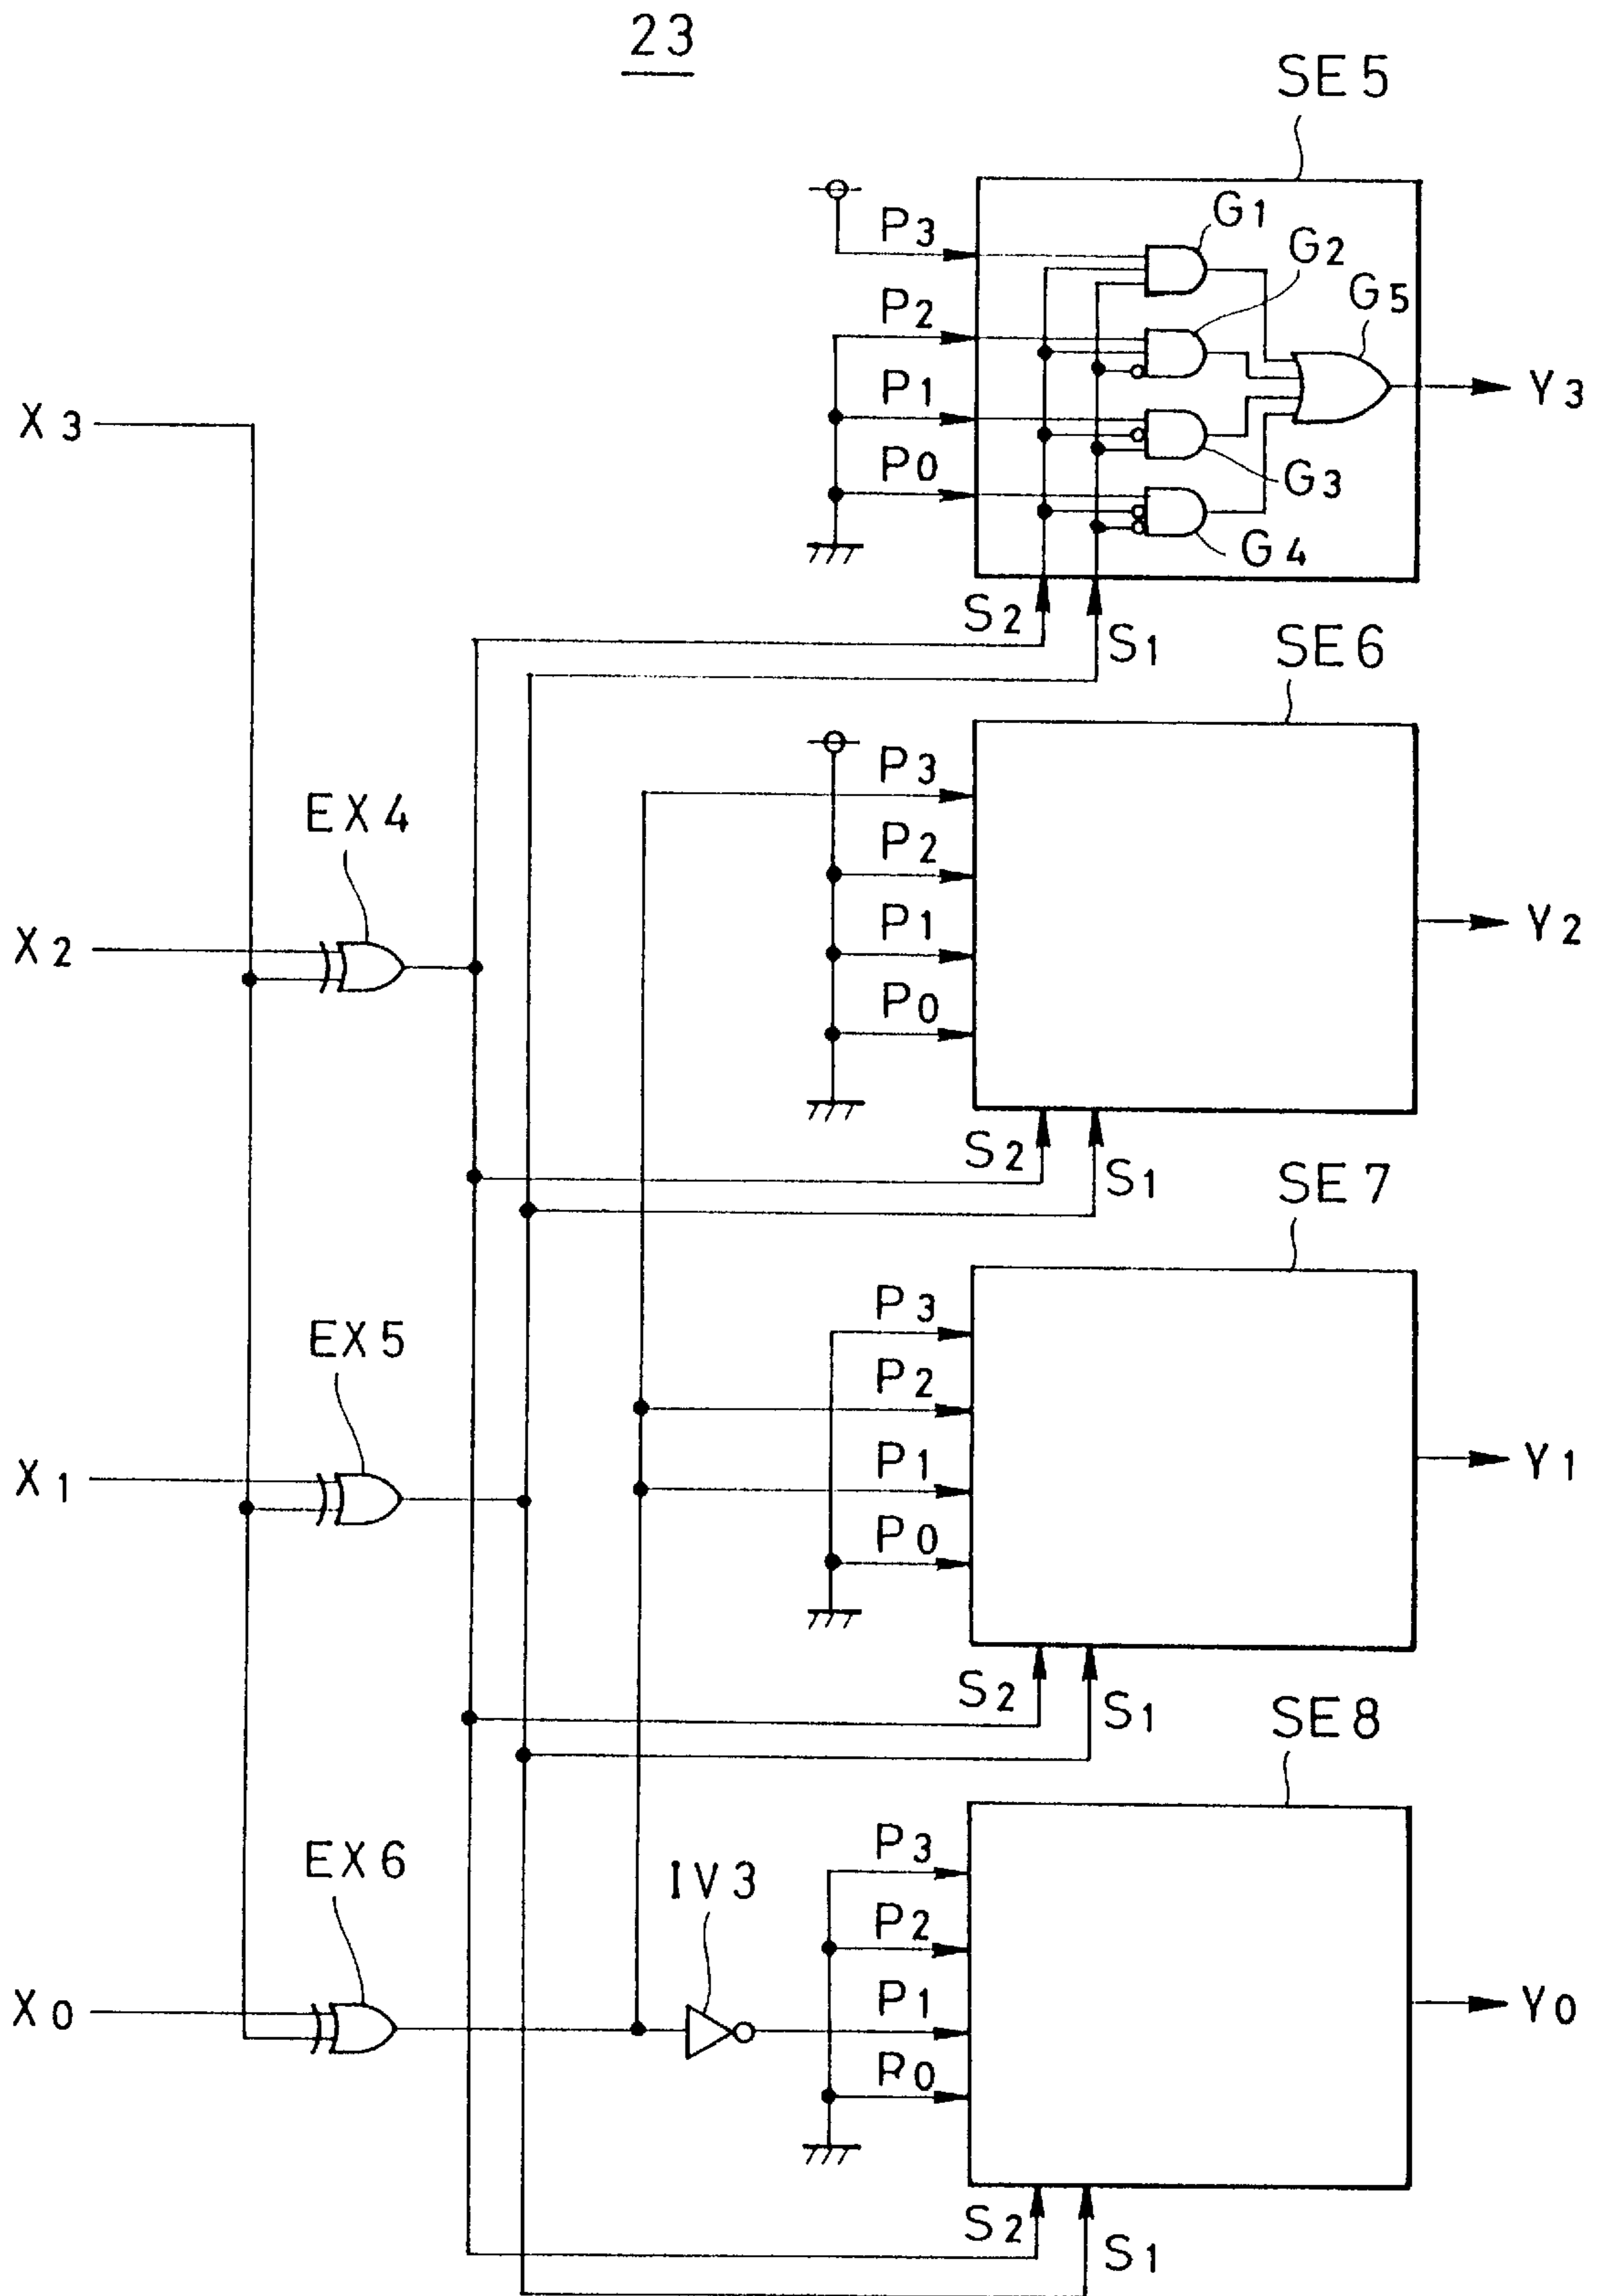 23
SE5
P3
G1
G2
P2
G5
P1
Y3
X3
P0
G3
G4
S2
S1
SE6
P3
EX4
P2
P1
X2
Y2
P0
S2
S1
SE7
P3
EX5
P2
P1
X1
Y1
P0
S2
S1
SE8
P3
EX6
IV3
P2
P1
X0
Y0
P0
S2
S1